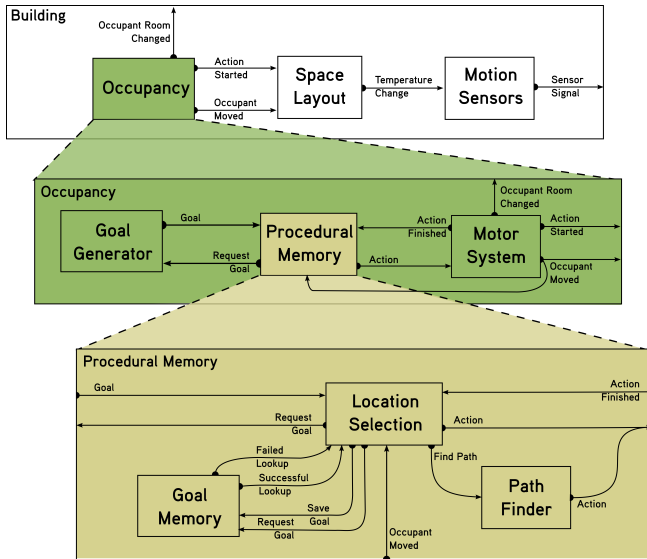 Building
Occupant Room
Changed
Occupancy
Action
Started
Occupant
Moved
Space
Layout
Temperature
Change
Motion
Sensors
Sensor
Signal
Occupancy
Goal
Generator
Goal
Request
Goal
Procedural
Memory
Action
Finished
Action
Motor
System
Occupant Room
Changed
Action
Started
Occupant
Moved
Procedural Memory
Goal
Request
Goal
Location
Selection
Action
Finished
Action
Failed
Lookup
Successful
Lookup
Goal
Memory
Save
Goal
Request
Goal
Occupant
Moved
Find Path
Path
Finder
Action